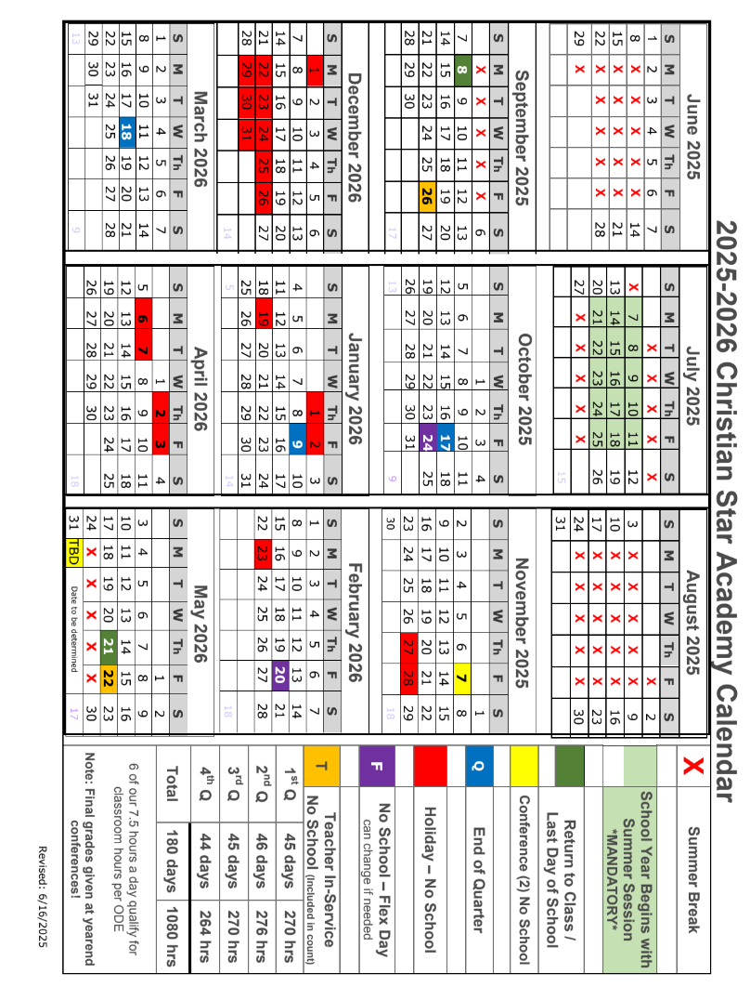 2025-2026 Christian Star Academy Calendar
June 2025
S M T W Th F S
1 2 3 4 5 6 7
8 X X X X X 14
15 X X X X X 21
22 X X X X X 28
29 X
July 2025
S M T W Th F S
X X X X X
X 7 8 9 10 11 12
13 14 15 16 17 18 19
20 21 22 23 24 25 26
27 X X X X X
15
August 2025
S M T W Th F S
X 2
3 X X X X X 9
10 X X X X X 16
17 X X X X X 23
24 X X X X X 30
31
September 2025
S M T W Th F S
X X X X X 6
7 8 9 10 11 12 13
14 15 16 17 18 19 20
21 22 23 24 25 26 27
28 29 30
17
October 2025
S M T W Th F S
1 2 3 4
5 6 7 8 9 10 11
12 13 14 15 16 17 18
19 20 21 22 23 24 25
26 27 28 29 30 31
13 9
November 2025
S M T W Th F S
1
2 3 4 5 6 7 8
9 10 11 12 13 14 15
16 17 18 19 20 21 22
23 24 25 26 27 28 29
30 18
December 2026
S M T W Th F S
1 2 3 4 5 6
7 8 9 10 11 12 13
14 15 16 17 18 19 20
21 22 23 24 25 26 27
28 29 30 31
14
January 2026
S M T W Th F S
1 2 3
4 5 6 7 8 9 10
11 12 13 14 15 16 17
18 19 20 21 22 23 24
25 26 27 28 29 30 31
5 14
February 2026
S M T W Th F S
1 2 3 4 5 6 7
8 9 10 11 12 13 14
15 16 17 18 19 20 21
22 23 24 25 26 27 28
18
March 2026
S M T W Th F S
1 2 3 4 5 6 7
8 9 10 11 12 13 14
15 16 17 18 19 20 21
22 23 24 25 26 27 28
29 30 31
13 9
April 2026
S M T W Th F S
1 2 3 4
5 6 7 8 9 10 11
12 13 14 15 16 17 18
19 20 21 22 23 24 25
26 27 28 29 30
18
May 2026
S M T W Th F S
1 2
3 4 5 6 7 8 9
10 11 12 13 14 15 16
17 18 19 20 21 22 23
24 X X X X X 30
31 TBD Date to be determined 17
X Summer Break
School Year Begins with
Summer Session
*MANDATORY*
Return to Class /
Last Day of School
Conference (2) No School
Q End of Quarter
Holiday – No School
F No School – Flex Day
can change if needed
T Teacher In-Service
No School (Included in count)
1st Q 45 days 270 hrs
2nd Q 46 days 276 hrs
3rd Q 45 days 270 hrs
4th Q 44 days 264 hrs
Total 180 days 1080 hrs
6 of our 7.5 hours a day qualify for
classroom hours per ODE
Note: Final grades given at yearend
conferences!
Revised: 6/16/2025